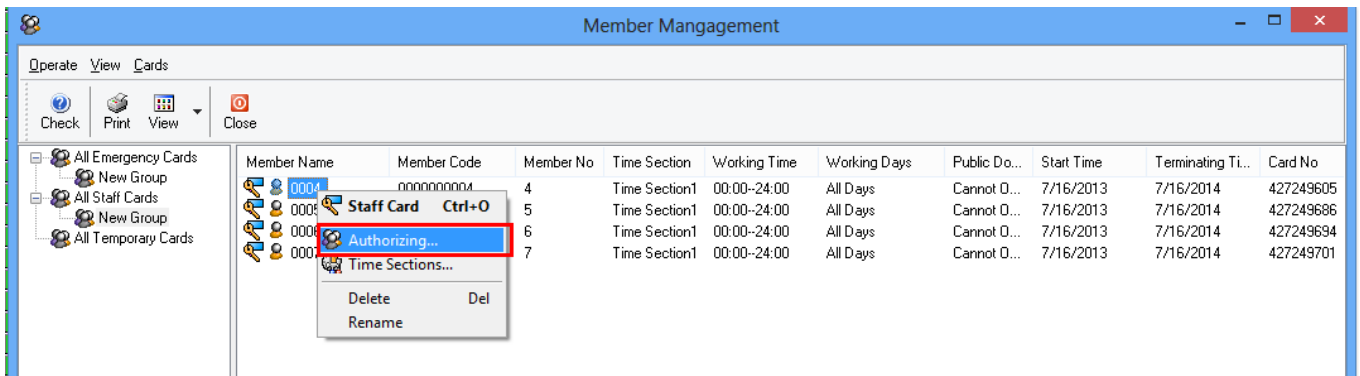 Member Mangagement
Operate View Cards
Check Print View Close
All Emergency Cards
New Group
All Staff Cards
New Group
All Temporary Cards
Member Name Member Code Member No Time Section Working Time Working Days Public Do... Start Time Terminating Ti... Card No
0004 0000000004 4 Time Section1 00:00--24:00 All Days Cannot O... 7/16/2013 7/16/2014 427249605
0005 5 Time Section1 00:00--24:00 All Days Cannot O... 7/16/2013 7/16/2014 427249686
0006 6 Time Section1 00:00--24:00 All Days Cannot O... 7/16/2013 7/16/2014 427249694
0007 7 Time Section1 00:00--24:00 All Days Cannot O... 7/16/2013 7/16/2014 427249701
Staff Card Ctrl+O
Authorizing...
Time Sections...
Delete Del
Rename